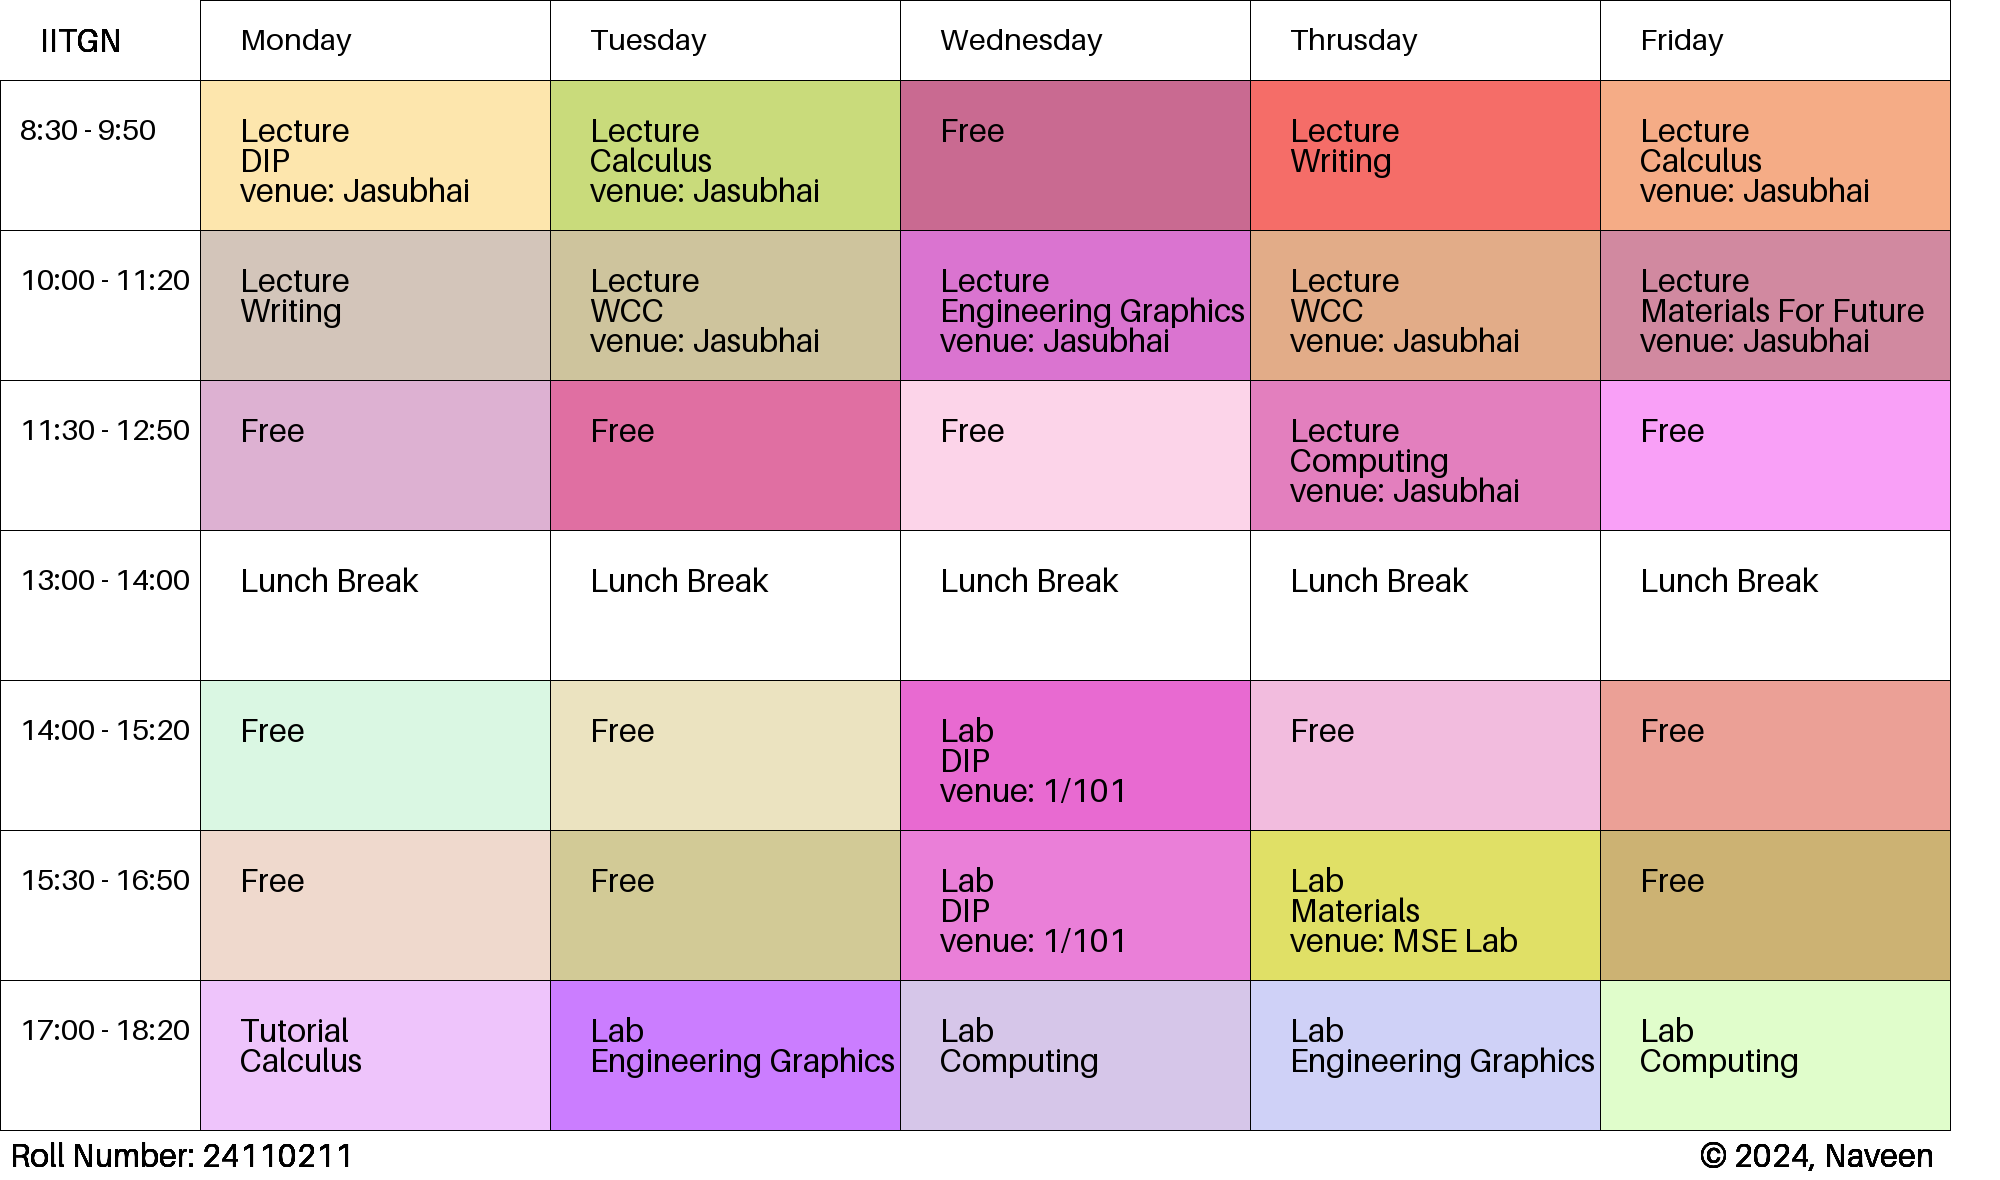 IITGN
Monday
Tuesday
Wednesday
Thrusday
Friday
8:30 - 9:50
Lecture
DIP
venue: Jasubhai
Lecture
Calculus
venue: Jasubhai
Free
Lecture
Writing
Lecture
Calculus
venue: Jasubhai
10:00 - 11:20
Lecture
Writing
Lecture
WCC
venue: Jasubhai
Lecture
Engineering Graphics
venue: Jasubhai
Lecture
WCC
venue: Jasubhai
Lecture
Materials For Future
venue: Jasubhai
11:30 - 12:50
Free
Free
Free
Lecture
Computing
venue: Jasubhai
Free
13:00 - 14:00
Lunch Break
Lunch Break
Lunch Break
Lunch Break
Lunch Break
14:00 - 15:20
Free
Free
Lab
DIP
venue: 1/101
Free
Free
15:30 - 16:50
Free
Free
Lab
DIP
venue: 1/101
Lab
Materials
venue: MSE Lab
Free
17:00 - 18:20
Tutorial
Calculus
Lab
Engineering Graphics
Lab
Computing
Lab
Engineering Graphics
Lab
Computing
Roll Number: 24110211
© 2024, Naveen